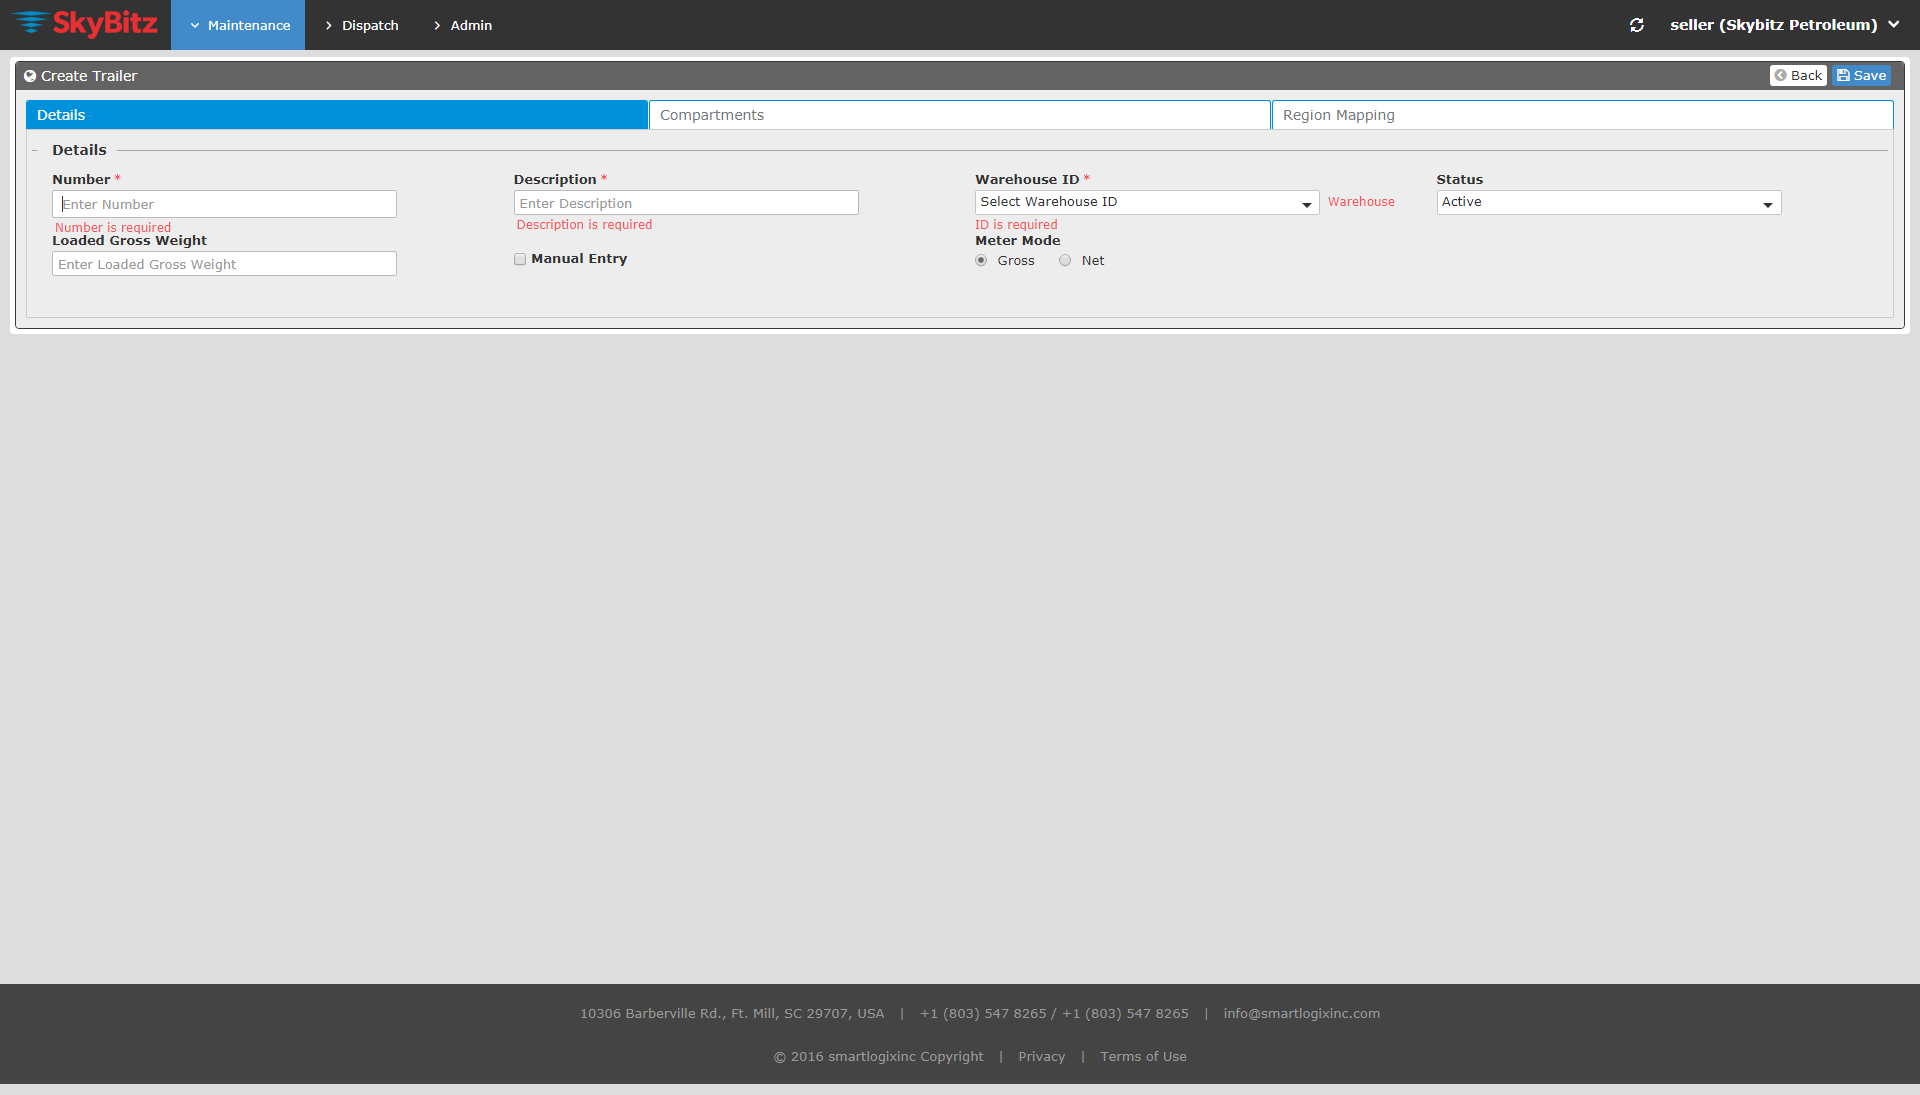 SkyBitz
Maintenance
Dispatch
Admin
seller (Skybitz Petroleum)
Create Trailer
Back
Save
Details
Compartments
Region Mapping
Details
Number *
Description *
Warehouse ID *
Status
Enter Number
Enter Description
Select Warehouse ID
Warehouse
Active
Number is required
Description is required
ID is required
Loaded Gross Weight
Meter Mode
Enter Loaded Gross Weight
Manual Entry
Gross
Net
10306 Barberville Rd., Ft. Mill, SC 29707, USA | +1 (803) 547 8265 / +1 (803) 547 8265 | info@smartlogixinc.com
© 2016 smartlogixinc Copyright | Privacy | Terms of Use